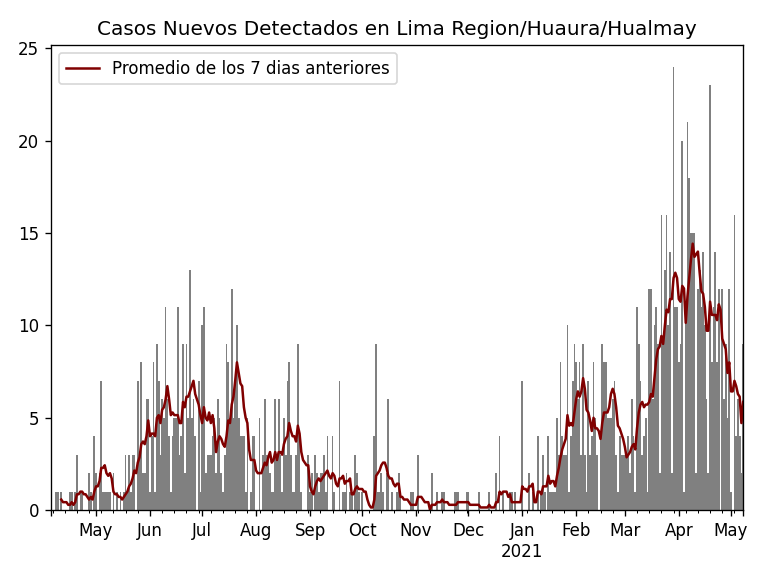 Casos Nuevos Detectados en Lima Region/Huaura/Hualmay
Promedio de los 7 dias anteriores
25
20
15
10
5
0
May Jun Jul Aug Sep Oct Nov Dec Jan Feb Mar Apr May
2021